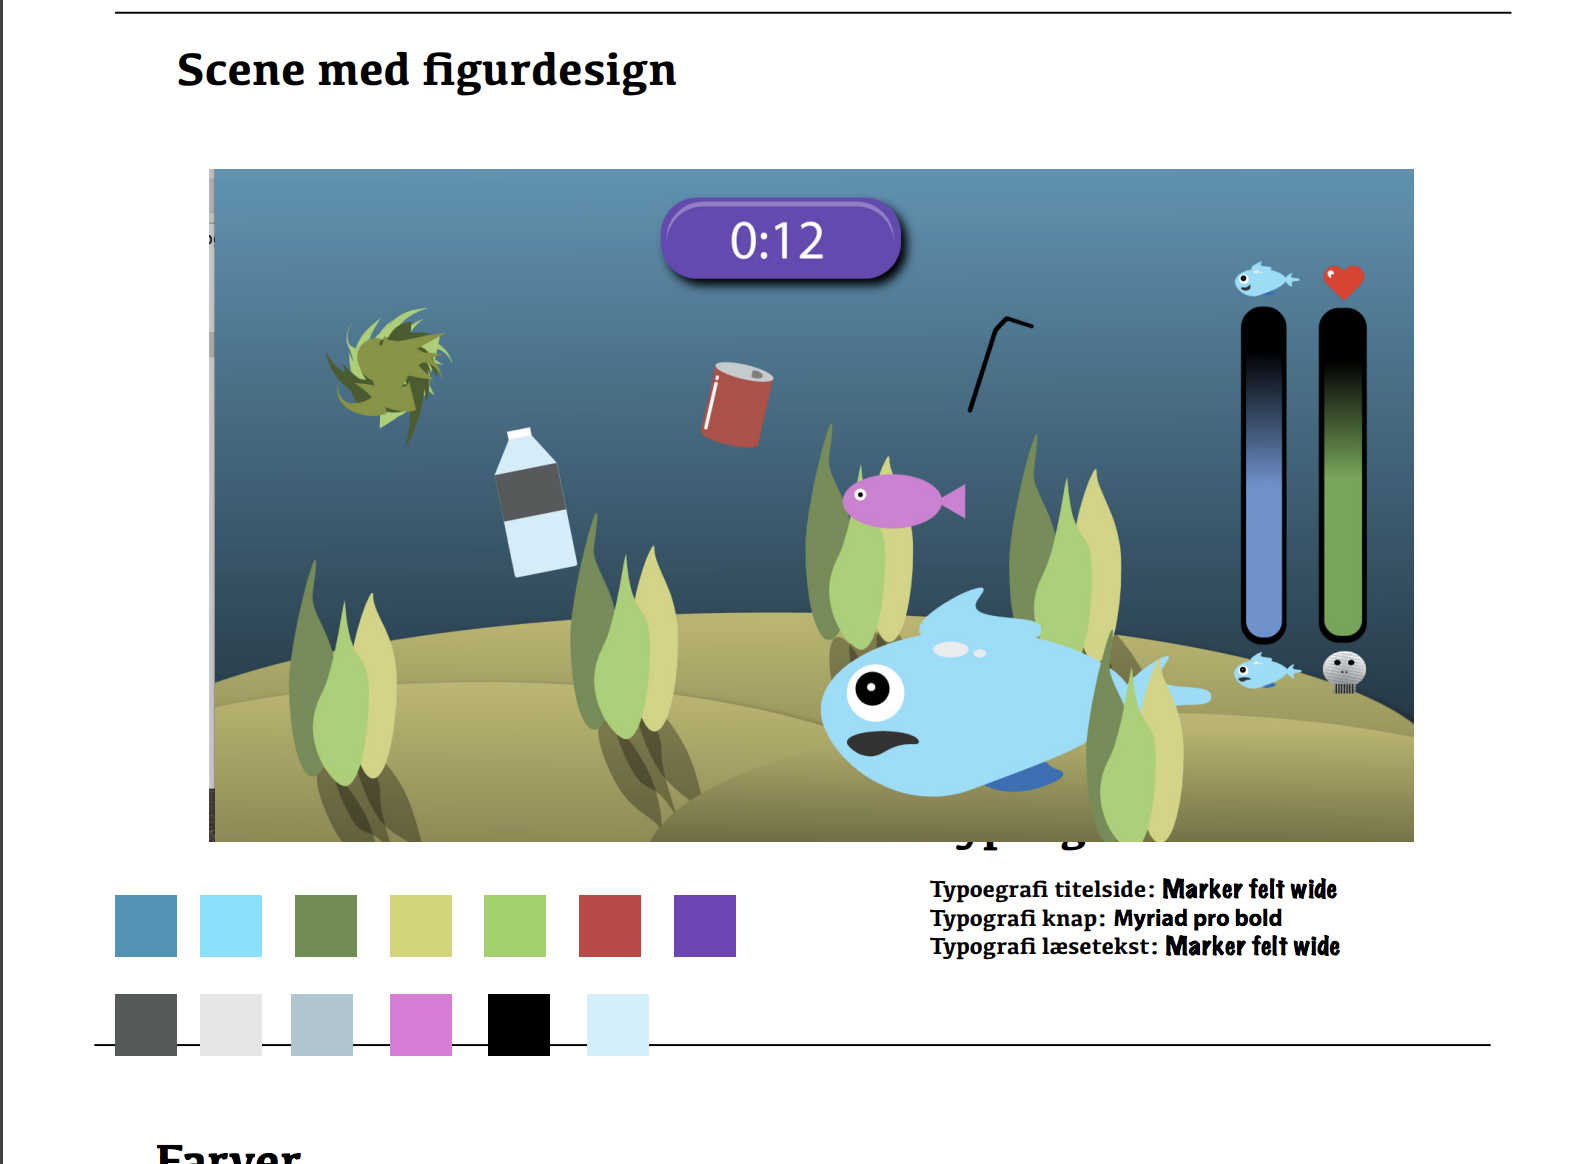 Scene med figurdesign
0:12
Typoegrafi titelside: Marker felt wide
Typografi knap: Myriad pro bold
Typografi læsetekst: Marker felt wide
Farver